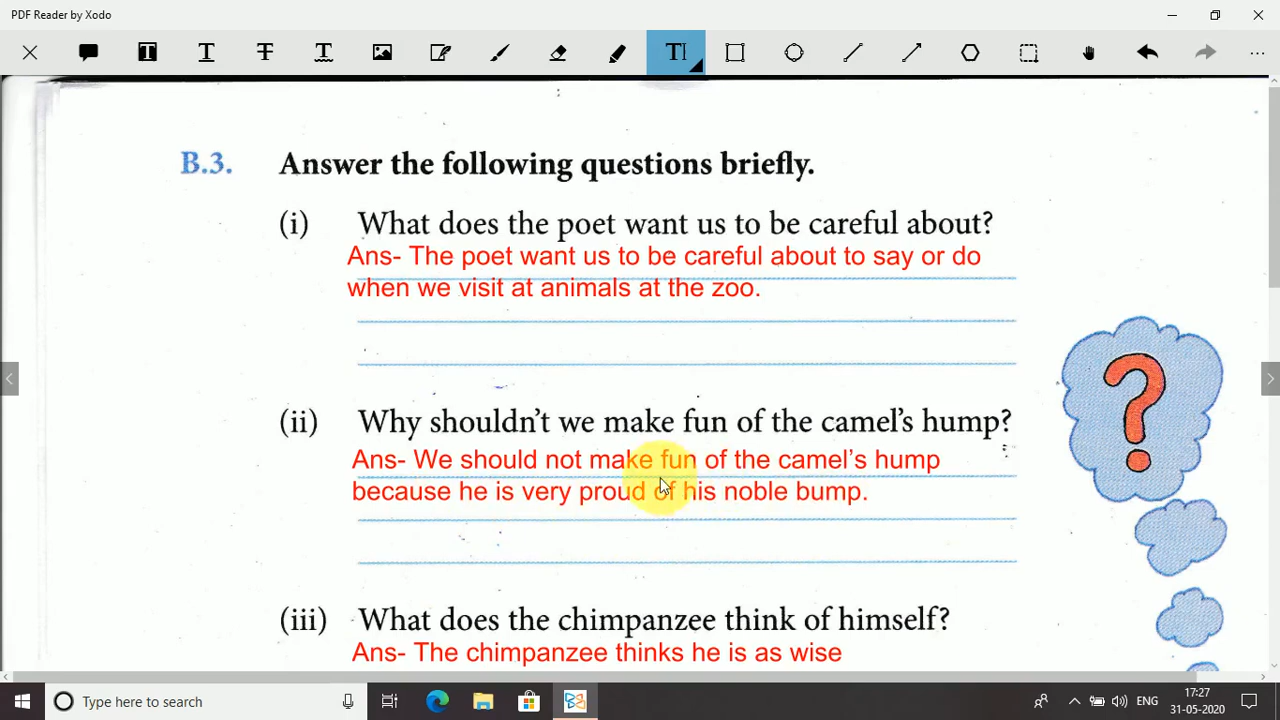 PDF Reader by Xodo
B.3. Answer the following questions briefly.
(i) What does the poet want us to be careful about?
Ans- The poet want us to be careful about to say or do
when we visit at animals at the zoo.
(ii) Why shouldn't we make fun of the camel's hump?
Ans- We should not make fun of the camel's hump
because he is very proud of his noble bump.
(iii) What does the chimpanzee think of himself?
Ans- The chimpanzee thinks he is as wise
Type here to search
ENG
17:27
31-05-2020